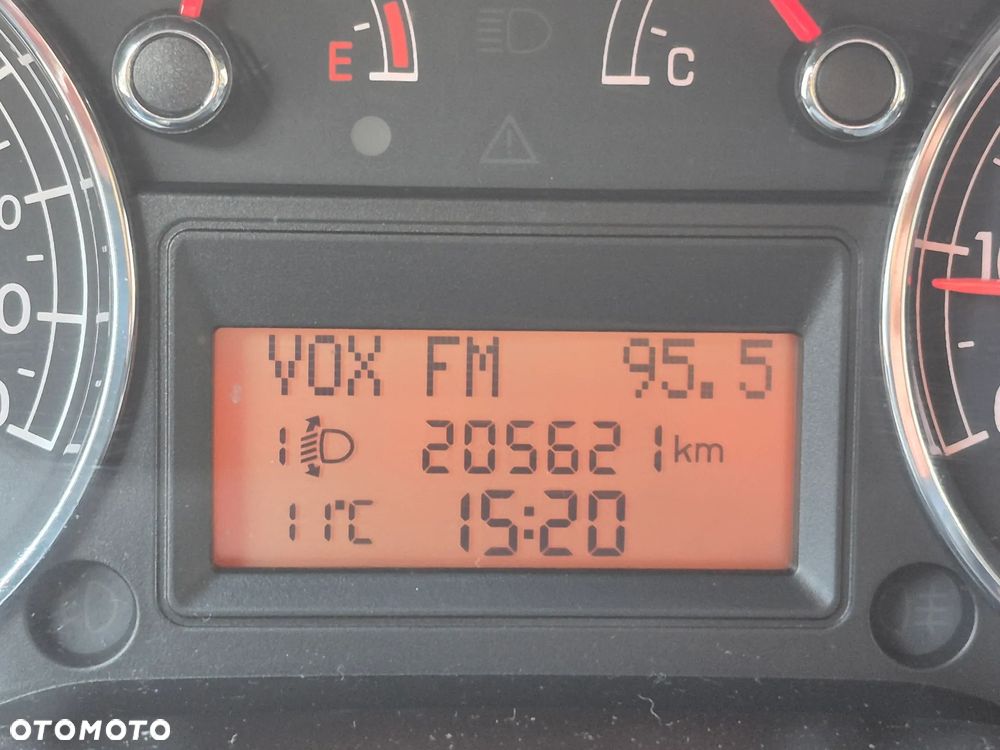 E
C
VOX FM 95.5
1 205621 km
11°C 15:20
OTOMOTO